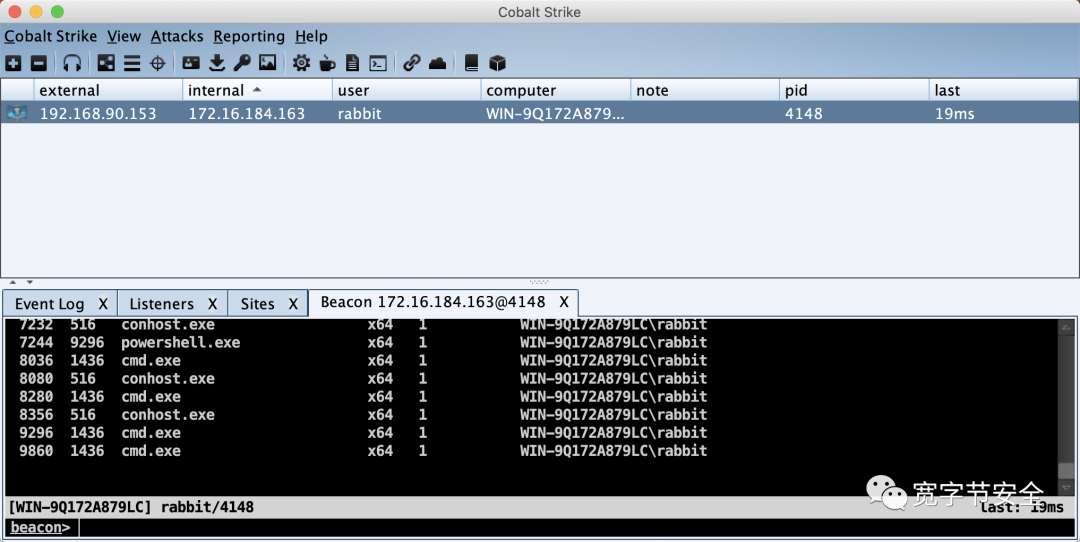 Cobalt Strike
Cobalt Strike View Attacks Reporting Help
external internal user computer note pid last
192.168.90.153 172.16.184.163 rabbit WIN-9Q172A879... 4148 19ms
Event Log X Listeners X Sites X Beacon 172.16.184.163@4148 X
7232 516 conhost.exe x64 1 WIN-9Q172A879LC\rabbit
7244 9296 powershell.exe x64 1 WIN-9Q172A879LC\rabbit
8036 1436 cmd.exe x64 1 WIN-9Q172A879LC\rabbit
8080 516 conhost.exe x64 1 WIN-9Q172A879LC\rabbit
8280 1436 cmd.exe x64 1 WIN-9Q172A879LC\rabbit
8356 516 conhost.exe x64 1 WIN-9Q172A879LC\rabbit
9296 1436 cmd.exe x64 1 WIN-9Q172A879LC\rabbit
9860 1436 cmd.exe x64 1 WIN-9Q172A879LC\rabbit
宽字节安全
[WIN-9Q172A879LC] rabbit/4148 last: 19ms
beacon>